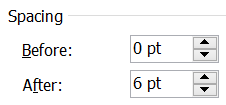 Spacing
Before: 0 pt
After: 6 pt